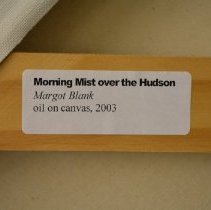 Morning Mist over the Hudson
Margot Blank
oil on canvas, 2003